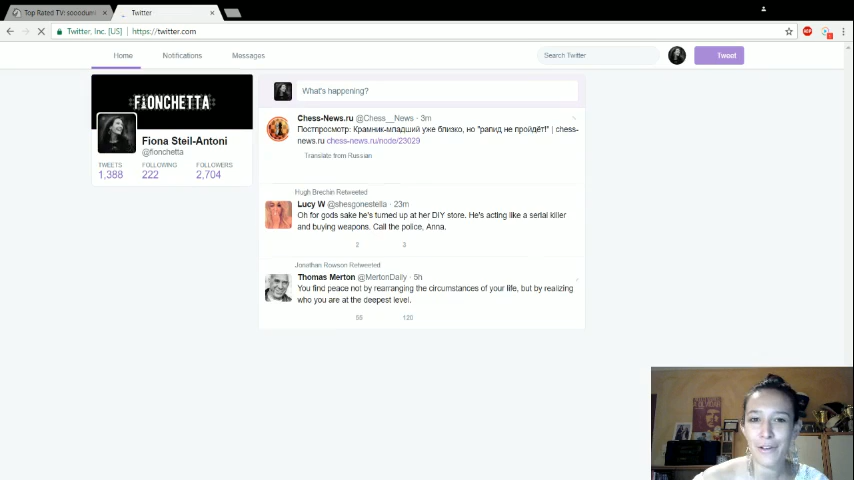 Top Rated TV: sooodumb
Twitter
Twitter, Inc. [US]
https://twitter.com
Home
Notifications
Messages
Search Twitter
Tweet
FIONCHETTA
Fiona Steil-Antoni
@fionchetta
TWEETS
FOLLOWING
FOLLOWERS
1,388
222
2,704
What's happening?
Chess-News.ru @Chess__News · 3m
Постпросмотр: Крамник-младший уже близко, но "рапид не пройдёт!" | chess-
news.ru chess-news.ru/node/23029
Translate from Russian
Hugh Brechin Retweeted
Lucy W @shesgonestella · 23m
Oh for gods sake he's turned up at her DIY store. He's acting like a serial killer
and buying weapons. Call the police, Anna.
2
3
Jonathan Rowson Retweeted
Thomas Merton @MertonDaily · 5h
You find peace not by rearranging the circumstances of your life, but by realizing
who you are at the deepest level.
55
120